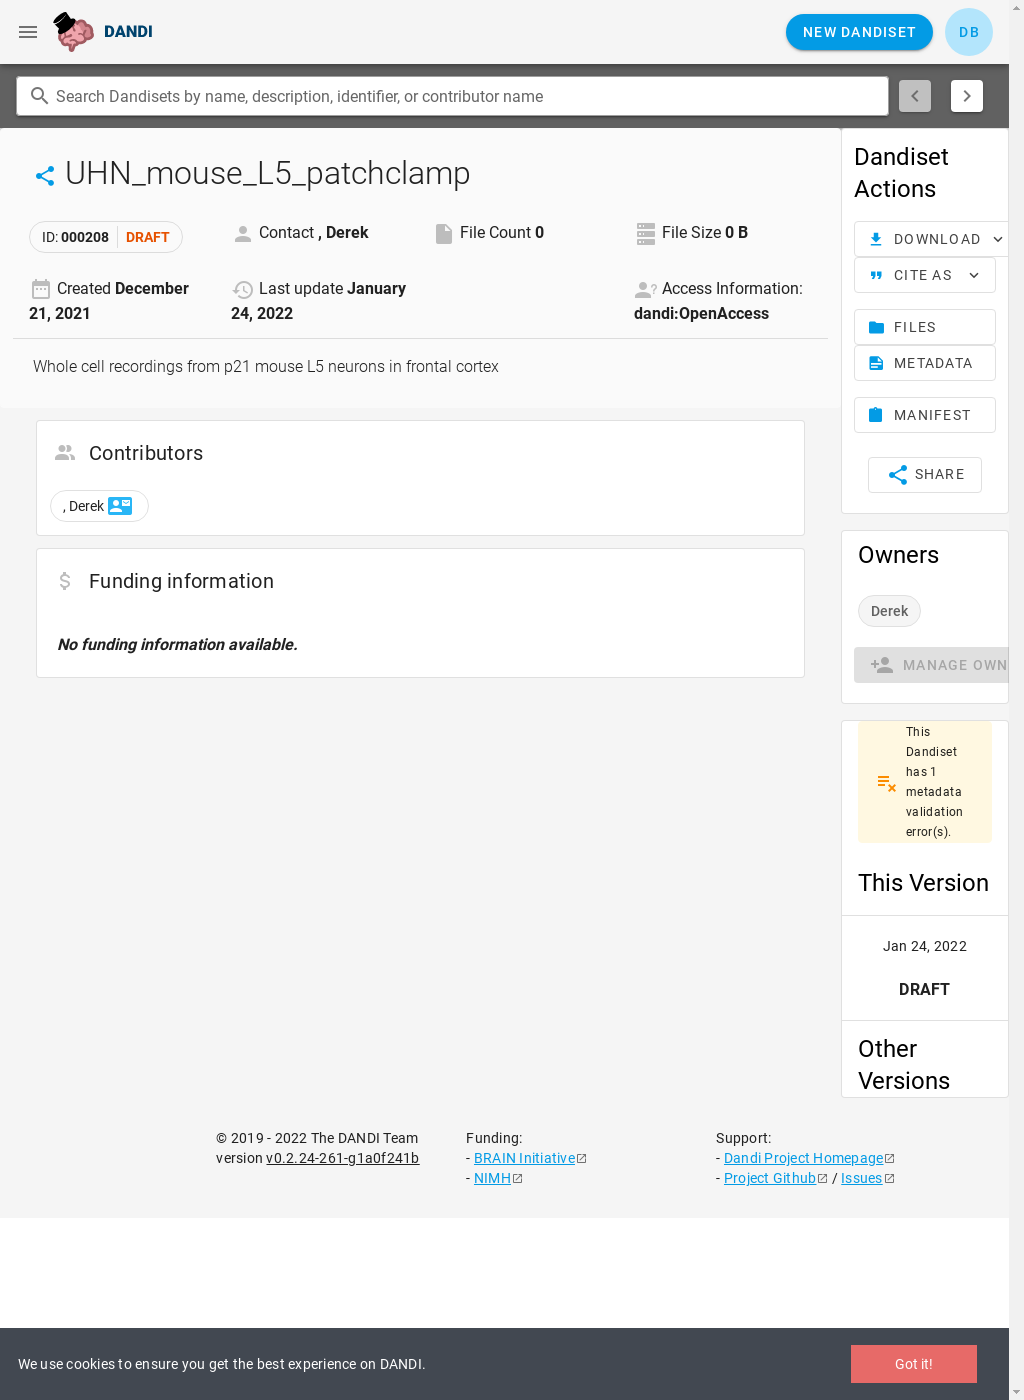 DANDI
NEW DANDISET
DB
Search Dandisets by name, description, identifier, or contributor name
UHN_mouse_L5_patchclamp
ID: 000208 DRAFT
Contact , Derek
File Count 0
File Size 0 B
Created December 21, 2021
Last update January 24, 2022
Access Information: dandi:OpenAccess
Whole cell recordings from p21 mouse L5 neurons in frontal cortex
Contributors
, Derek
Funding information
No funding information available.
Dandiset
Actions
DOWNLOAD
CITE AS
FILES
METADATA
MANIFEST
SHARE
Owners
Derek
MANAGE OWN
This
Dandiset
has 1
metadata
validation
error(s).
This Version
Jan 24, 2022
DRAFT
Other
Versions
© 2019 - 2022 The DANDI Team
version v0.2.24-261-g1a0f241b
Funding:
- BRAIN Initiative
- NIMH
Support:
- Dandi Project Homepage
- Project Github / Issues
We use cookies to ensure you get the best experience on DANDI.
Got it!